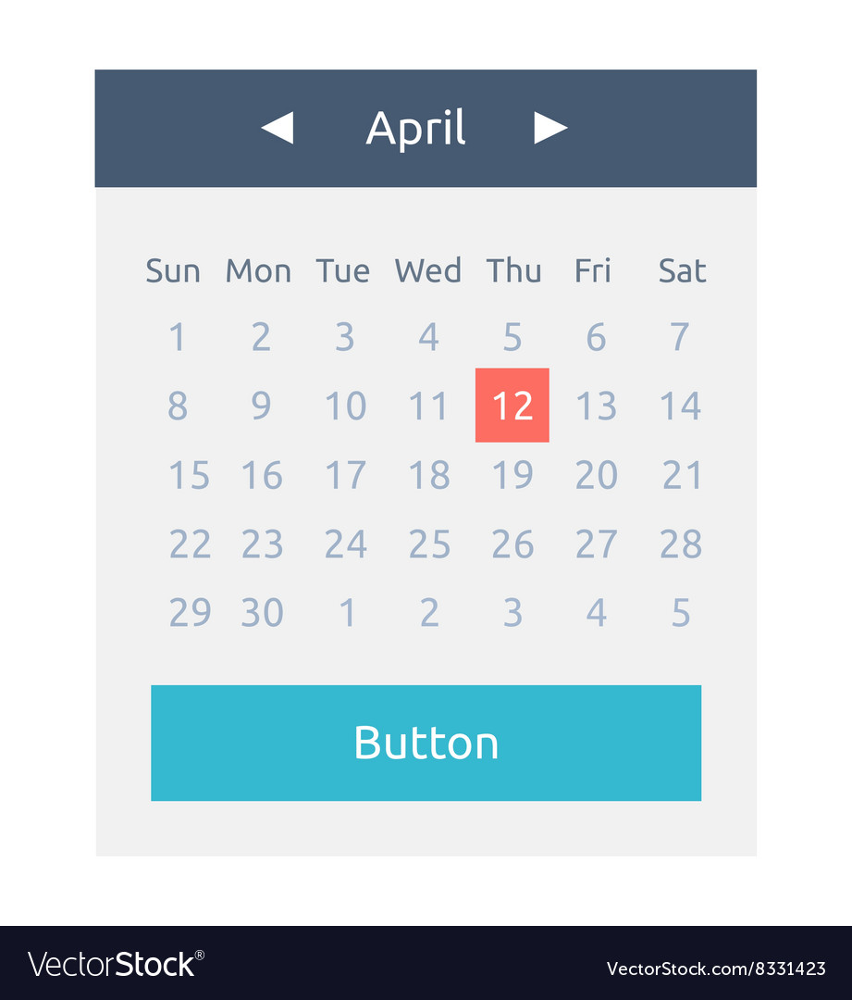 April
Sun Mon Tue Wed Thu Fri Sat
1 2 3 4 5 6 7
8 9 10 11 12 13 14
15 16 17 18 19 20 21
22 23 24 25 26 27 28
29 30 1 2 3 4 5
Button
VectorStock®
VectorStock.com/8331423